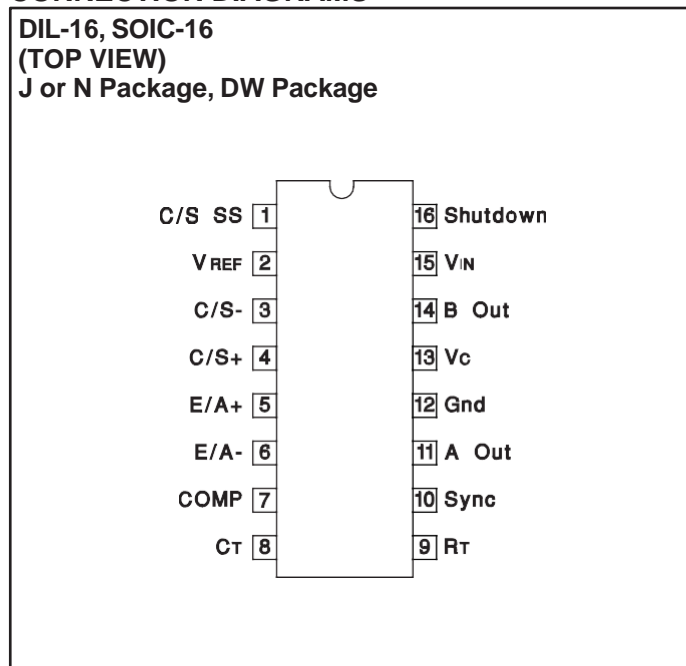 CONNECTION DIAGRAMS
DIL-16, SOIC-16
(TOP VIEW)
J or N Package, DW Package
C/S SS 1 16 Shutdown
VREF 2 15 VIN
C/S- 3 14 B Out
C/S+ 4 13 VC
E/A+ 5 12 Gnd
E/A- 6 11 A Out
COMP 7 10 Sync
CT 8 9 RT